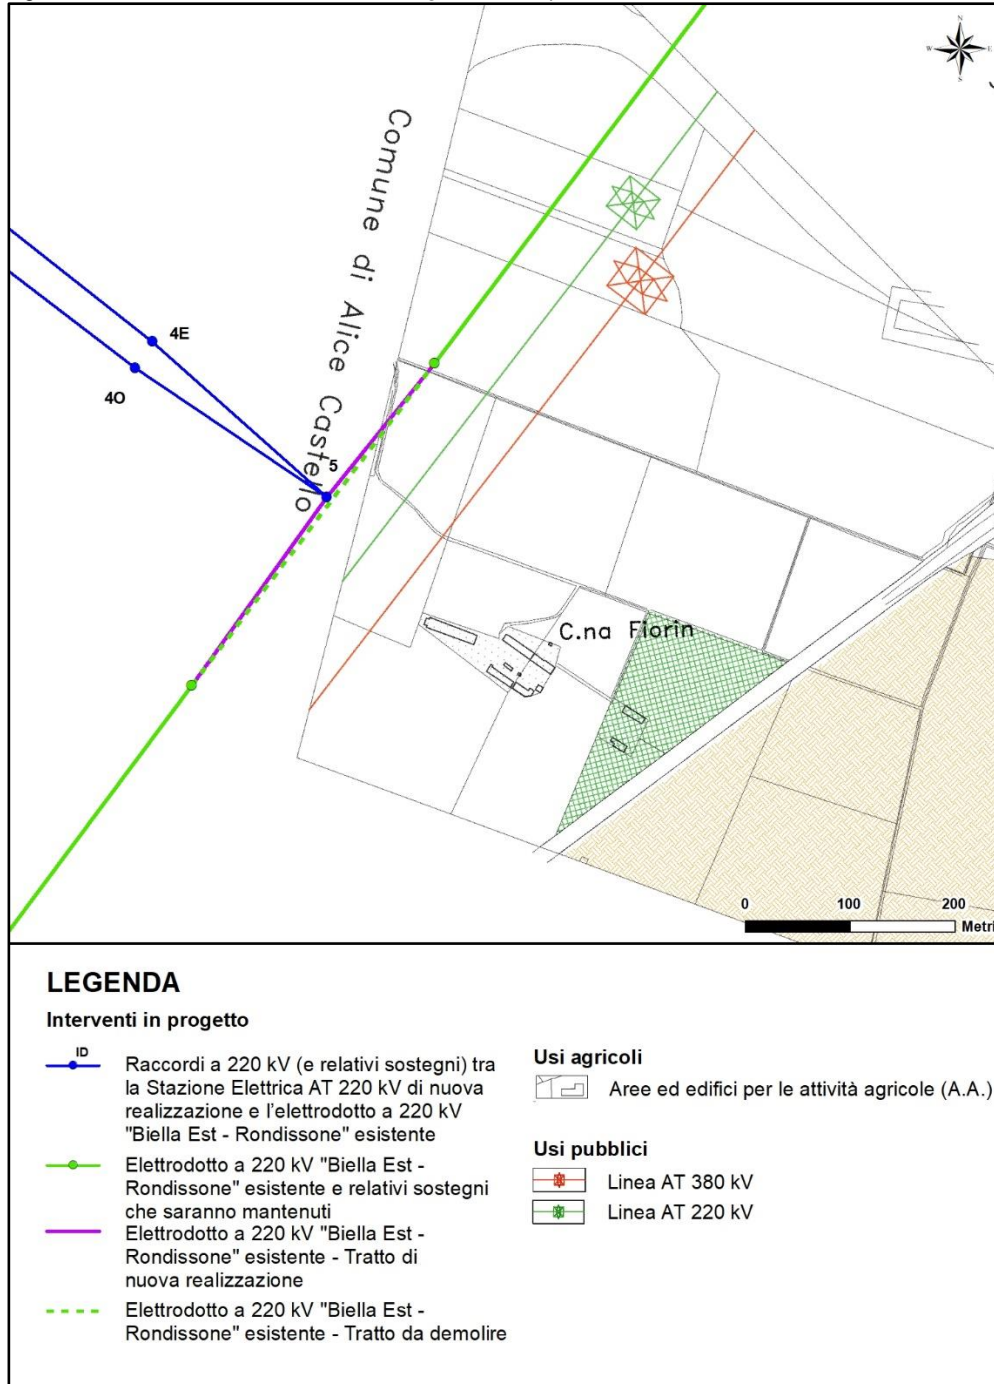 N
W
E
S
Comune di Alice Castello
4E
4O
5
C.na Fiorin
0 100 200
Metri
LEGENDA
Interventi in progetto
ID
Raccordi a 220 kV (e relativi sostegni) tra
la Stazione Elettrica AT 220 kV di nuova
realizzazione e l'elettrodotto a 220 kV
"Biella Est - Rondissone" esistente
Elettrodotto a 220 kV "Biella Est -
Rondissone" esistente e relativi sostegni
che saranno mantenuti
Elettrodotto a 220 kV "Biella Est -
Rondissone" esistente - Tratto di
nuova realizzazione
Elettrodotto a 220 kV "Biella Est -
Rondissone" esistente - Tratto da demolire
Usi agricoli
Aree ed edifici per le attività agricole (A.A.)
Usi pubblici
Linea AT 380 kV
Linea AT 220 kV